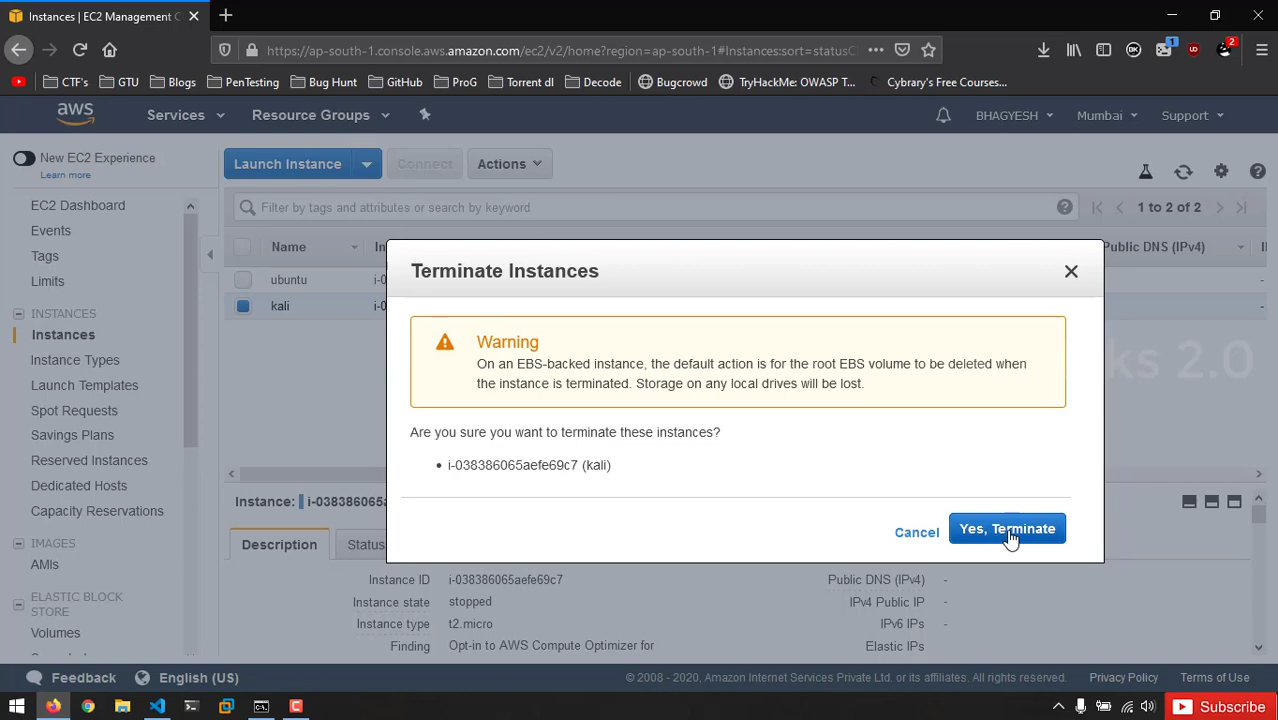 Instances | EC2 Management C
https://ap-south-1.console.aws.amazon.com/ec2/v2/home?region=ap-south-1#Instances:sort=statusC
1
2
CTF's
GTU
Blogs
PenTesting
Bug Hunt
GitHub
ProG
Torrent dl
Decode
Bugcrowd
TryHackMe: OWASP T...
Cybrary's Free Courses...
aws
Services
Resource Groups
BHAGYESH
Mumbai
Support
New EC2 Experience
Learn more
Launch Instance
Connect
Actions
EC2 Dashboard
Events
Tags
Limits
INSTANCES
Instances
Instance Types
Launch Templates
Spot Requests
Savings Plans
Reserved Instances
Dedicated Hosts
Capacity Reservations
IMAGES
AMIs
ELASTIC BLOCK
STORE
Volumes
Filter by tags and attributes or search by keyword
1 to 2 of 2
Name
Public DNS (IPv4)
ubuntu
i-0
-
kali
i-0
-
ks 2.0
Terminate Instances
Warning
On an EBS-backed instance, the default action is for the root EBS volume to be deleted when
the instance is terminated. Storage on any local drives will be lost.
Are you sure you want to terminate these instances?
• i-038386065aefe69c7 (kali)
Cancel
Yes, Terminate
Instance: i-038386065a
Description
Status
Instance ID i-038386065aefe69c7
Public DNS (IPv4) -
Instance state stopped
IPv4 Public IP -
Instance type t2.micro
IPv6 IPs -
Finding Opt-in to AWS Compute Optimizer for
Elastic IPs
Feedback
English (US)
© 2008 - 2020, Amazon Internet Services Private Ltd. or its affiliates. All rights reserved.
Privacy Policy
Terms of Use
Subscribe